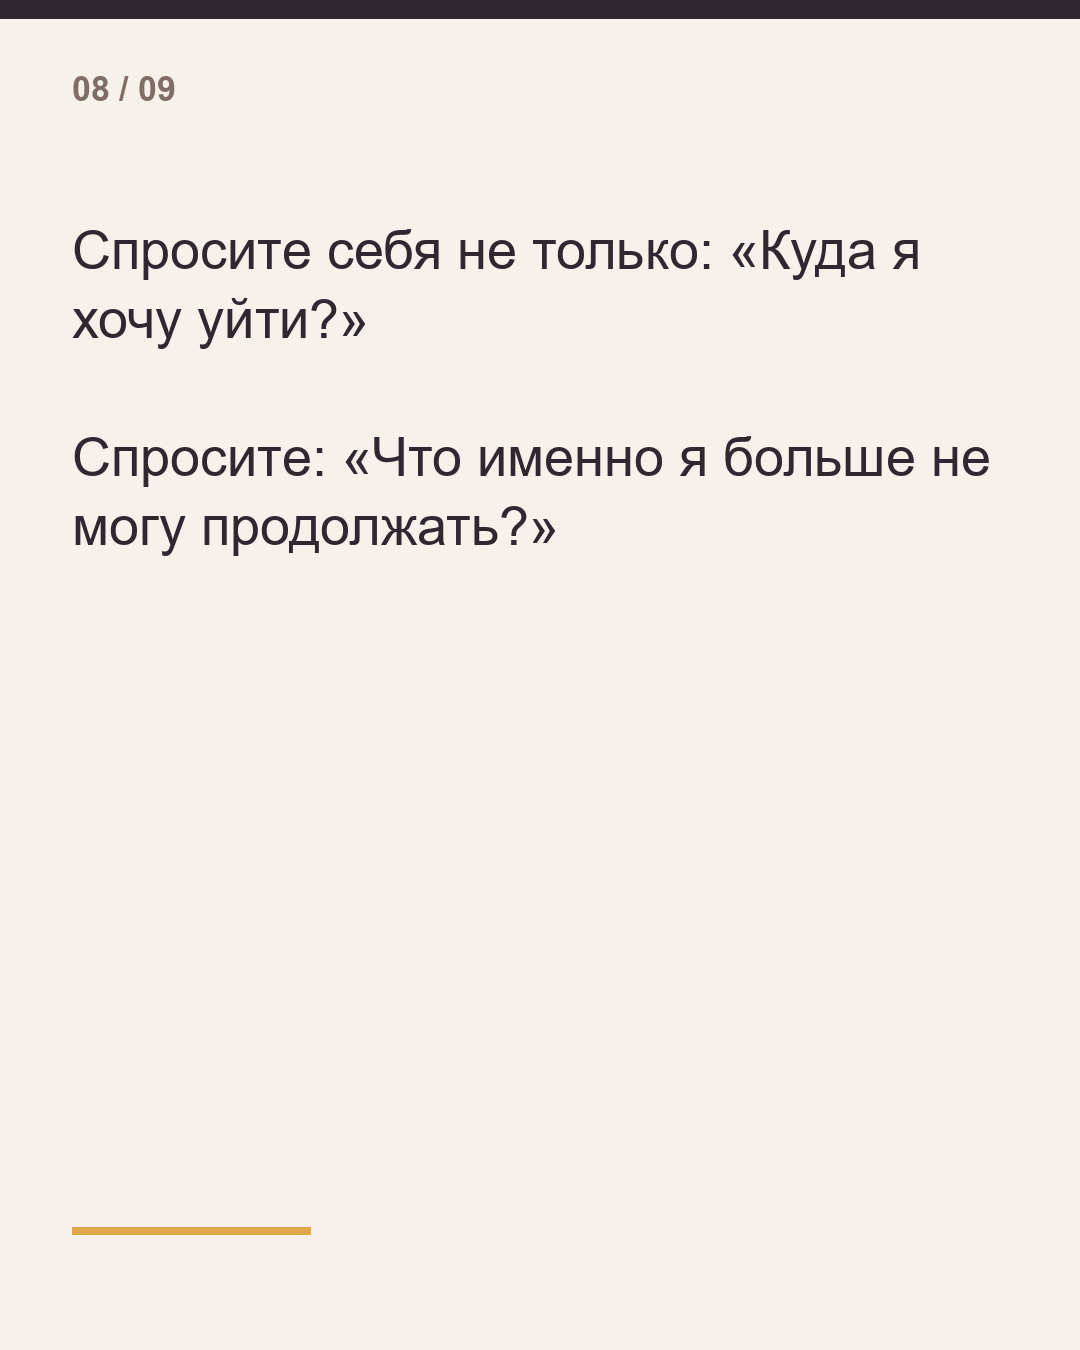 08 / 09
Спросите себя не только: «Куда я
хочу уйти?»
Спросите: «Что именно я больше не
могу продолжать?»